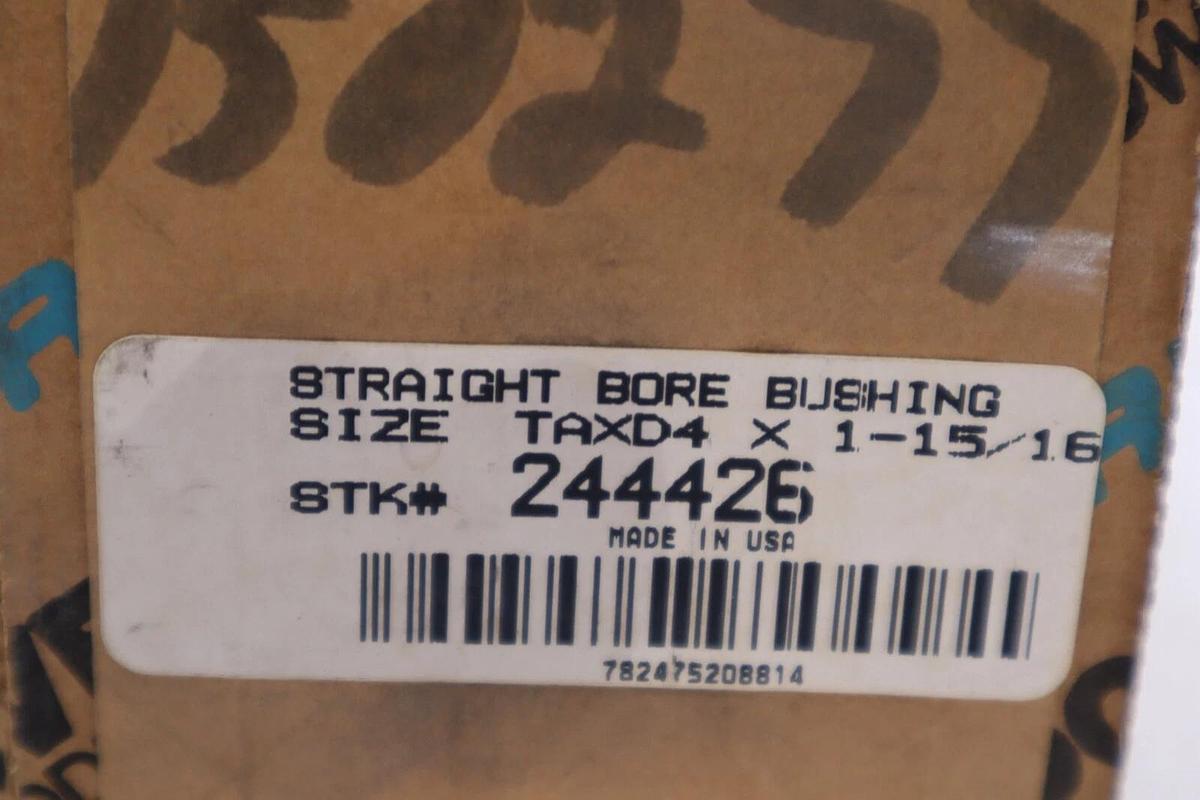 STRAIGHT BORE BUSHING
SIZE TAXD4 X 1-15/16
STK# 244426
MADE IN USA
782475208814